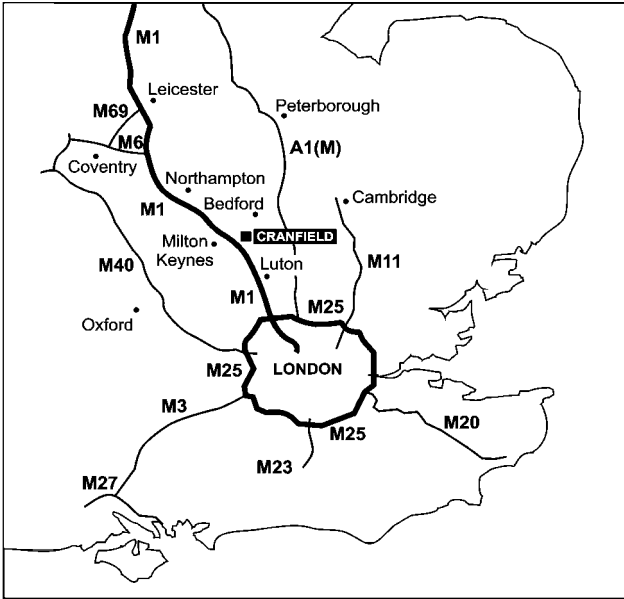 M1
Leicester
M69
Peterborough
M6
A1(M)
Coventry
Northampton
Cambridge
Bedford
M1
CRANFIELD
Milton
Keynes
M40
Luton
M11
M1
M25
Oxford
M25
LONDON
M3
M20
M25
M23
M27